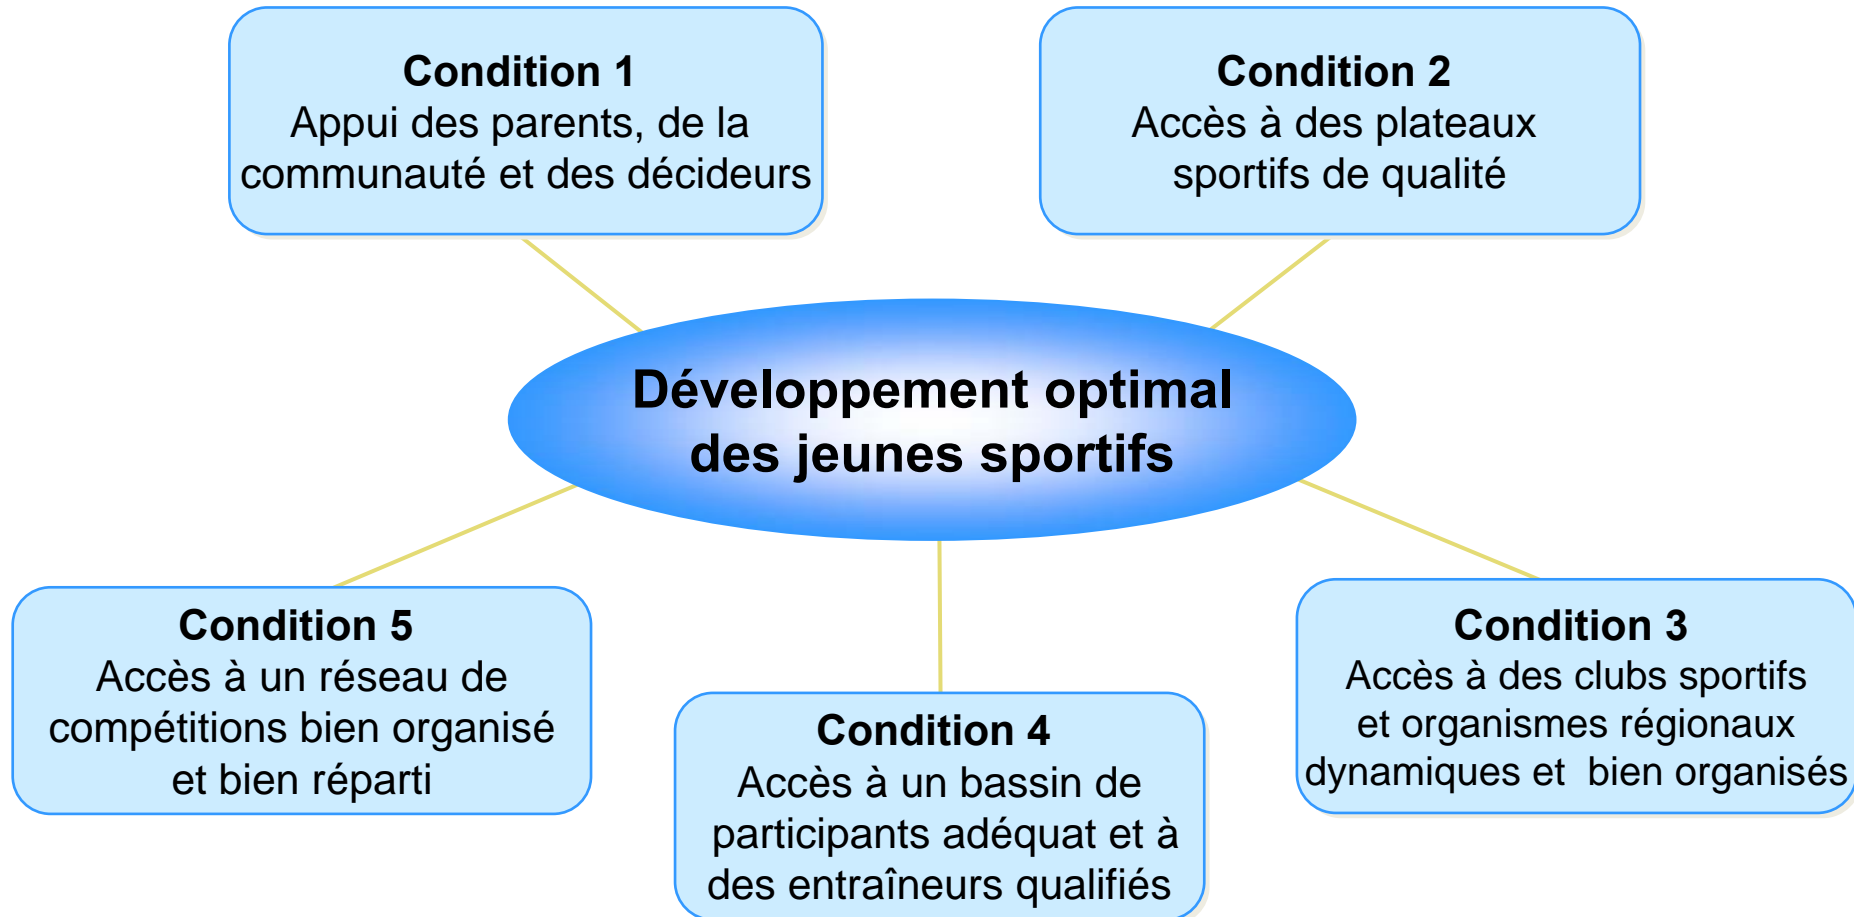 Condition 1
Appui des parents, de la
communauté et des décideurs
Condition 2
Accès à des plateaux
sportifs de qualité
Développement optimal
des jeunes sportifs
Condition 5
Accès à un réseau de
compétitions bien organisé
et bien réparti
Condition 4
Accès à un bassin de
participants adéquat et à
des entraîneurs qualifiés
Condition 3
Accès à des clubs sportifs
et organismes régionaux
dynamiques et bien organisés